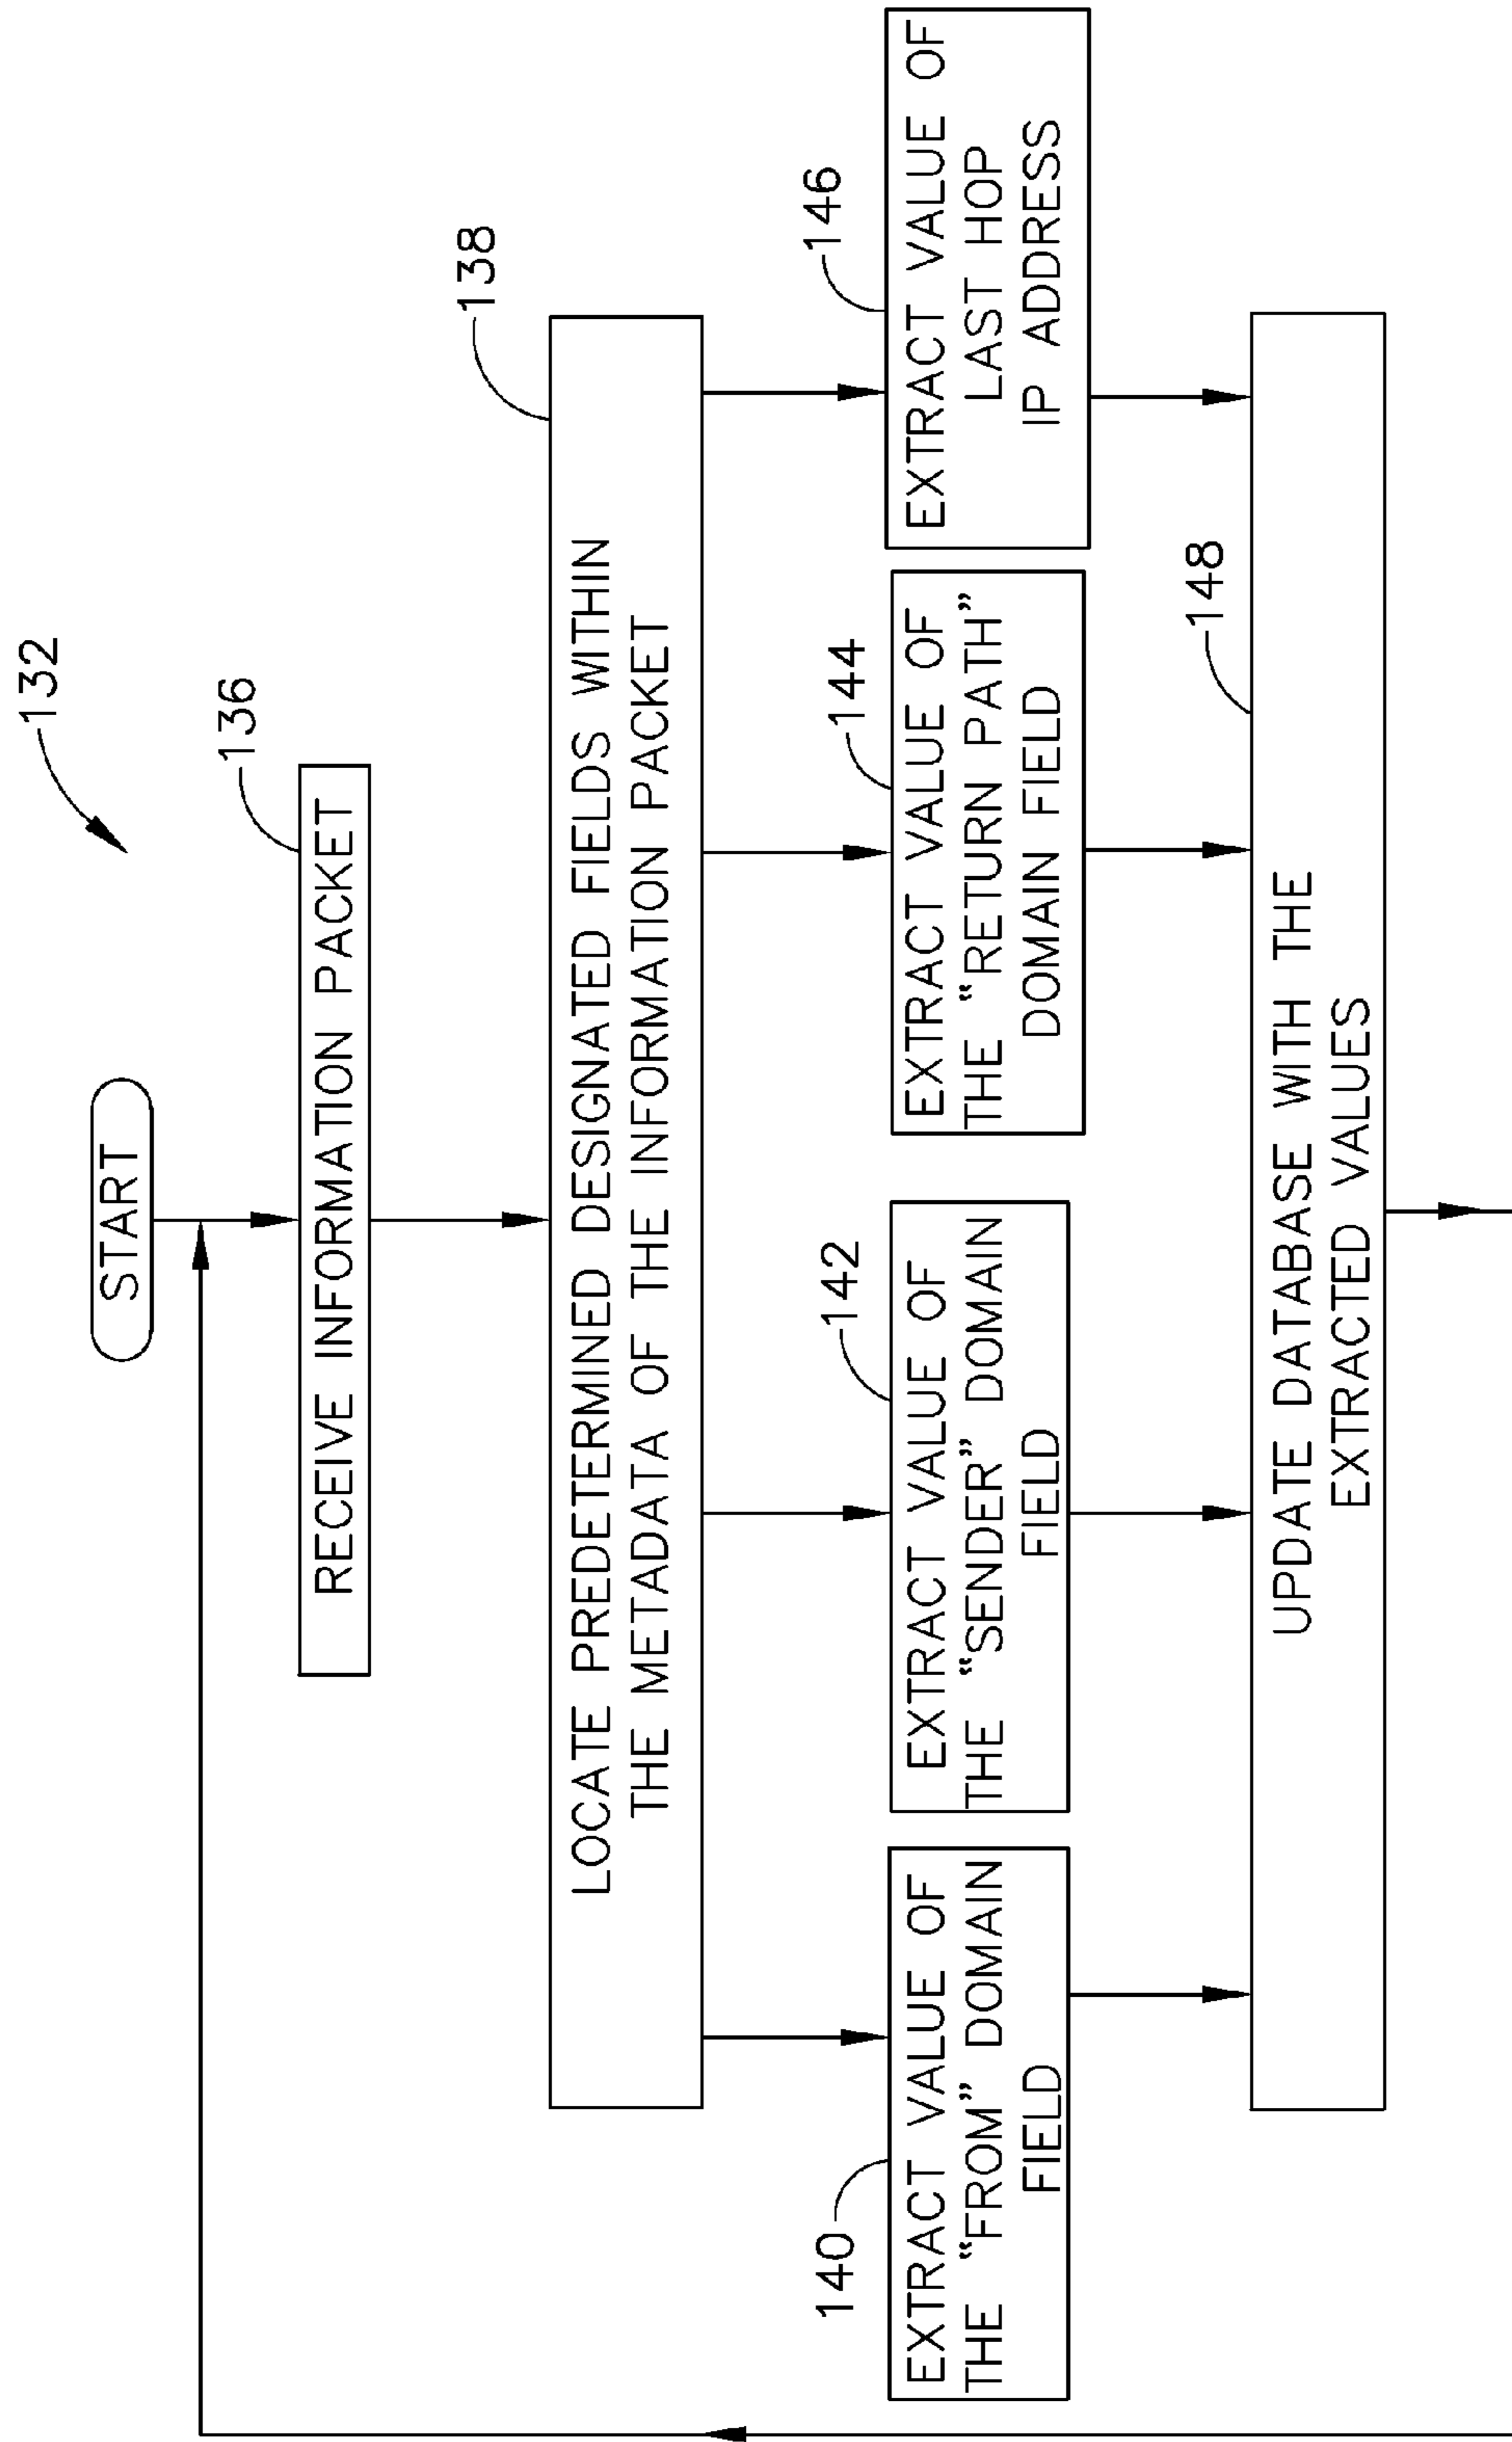 132
START
136
RECEIVE INFORMATION PACKET
138
LOCATE PREDETERMINED DESIGNATED FIELDS WITHIN
THE METADATA OF THE INFORMATION PACKET
140
EXTRACT VALUE OF
THE "FROM" DOMAIN
FIELD
142
EXTRACT VALUE OF
THE "SENDER" DOMAIN
FIELD
144
EXTRACT VALUE OF
THE "RETURN PATH"
DOMAIN FIELD
146
EXTRACT VALUE OF
LAST HOP
IP ADDRESS
148
UPDATE DATABASE WITH THE
EXTRACTED VALUES